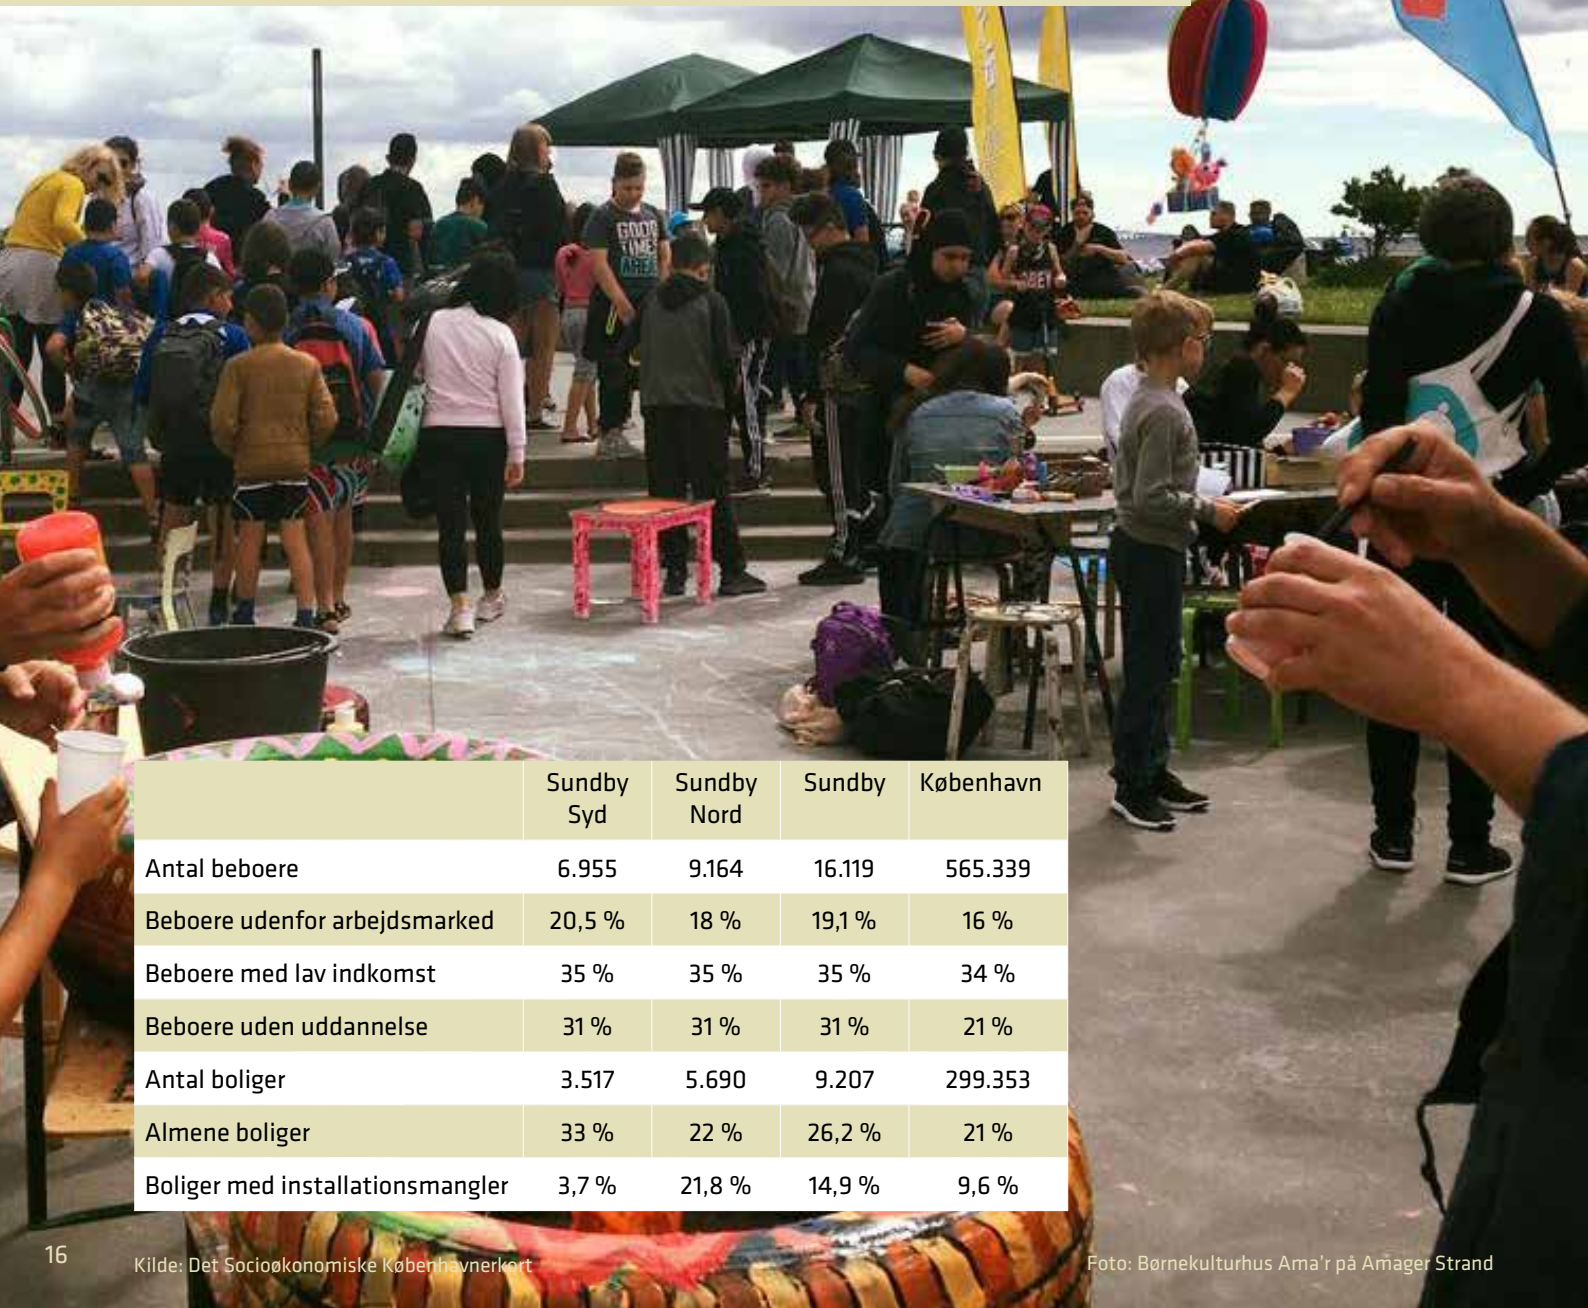 GOOD
TIMES
AREA
Sundby Syd	Sundby Nord	Sundby	København
Antal beboere	6.955	9.164	16.119	565.339
Beboere udenfor arbejdsmarked	20,5 %	18 %	19,1 %	16 %
Beboere med lav indkomst	35 %	35 %	35 %	34 %
Beboere uden uddannelse	31 %	31 %	31 %	21 %
Antal boliger	3.517	5.690	9.207	299.353
Almene boliger	33 %	22 %	26,2 %	21 %
Boliger med installationsmangler	3,7 %	21,8 %	14,9 %	9,6 %
16
Kilde: Det Socioøkonomiske Københavnerkort
Foto: Børnekulturhus Ama'r på Amager Strand